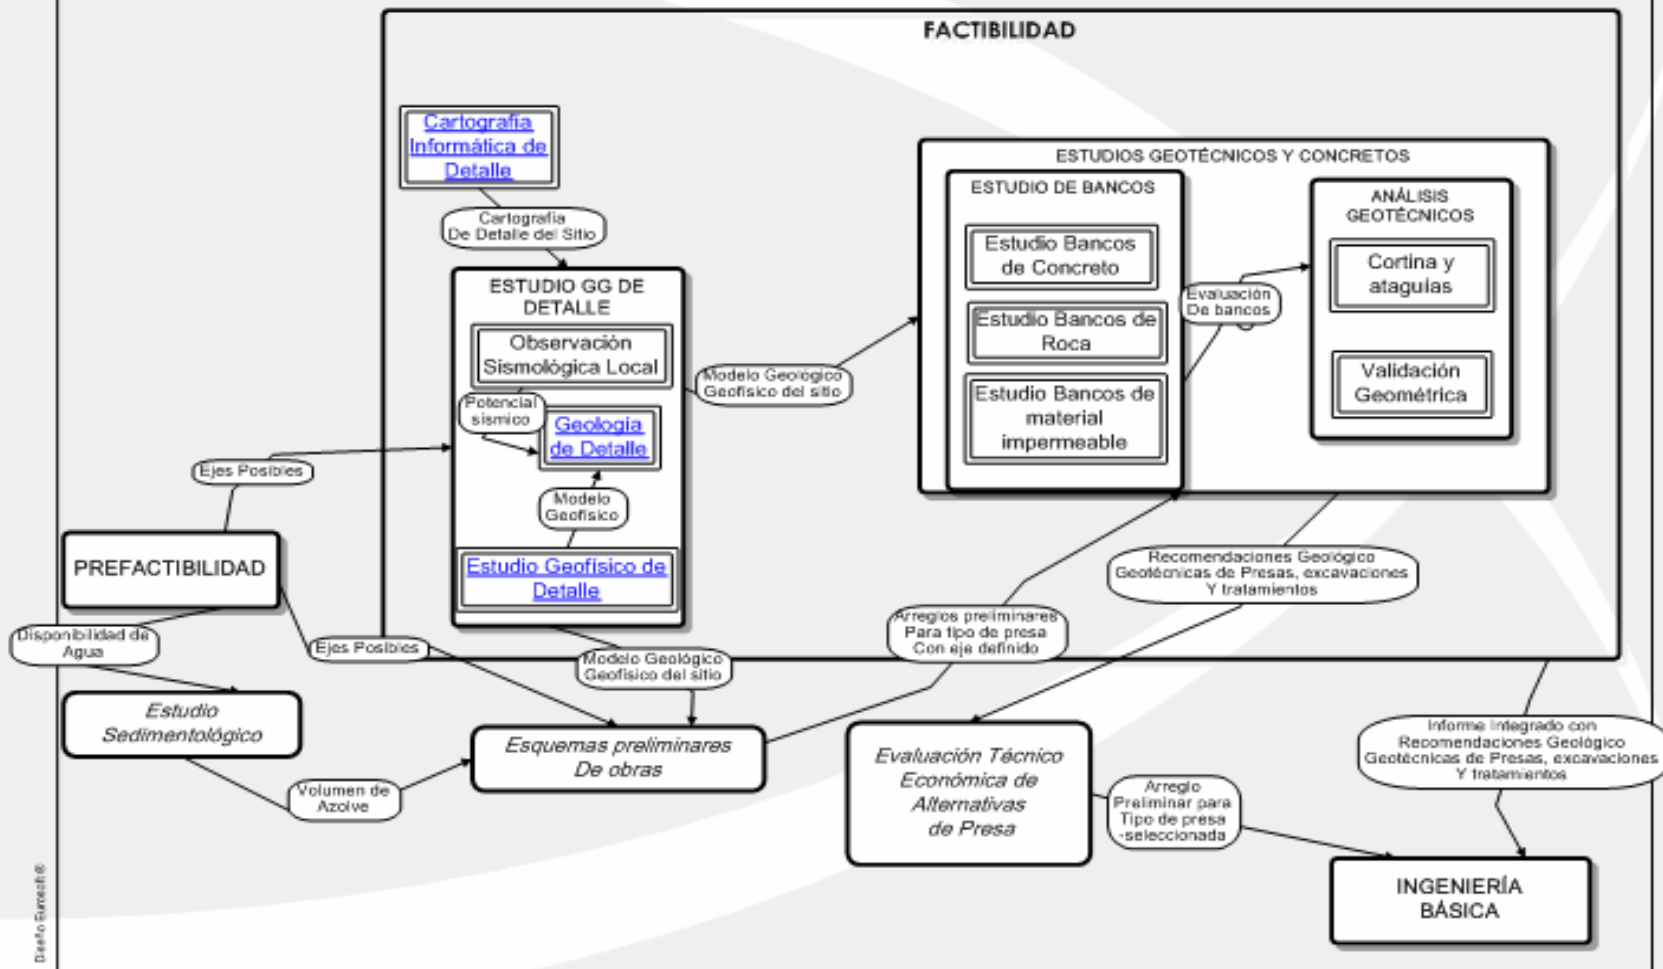 FACTIBILIDAD
Cartografía
Informática de
Detalle
Cartografía
De Detalle del Sitio
ESTUDIO GG DE
DETALLE
Observación
Sismológica Local
Potencial
sísmico
Geología
de Detalle
Modelo
Geofísico
Estudio Geofísico de
Detalle
Modelo Geológico
Geofísico del sitio
ESTUDIOS GEOTÉCNICOS Y CONCRETOS
ESTUDIO DE BANCOS
Estudio Bancos
de Concreto
Estudio Bancos de
Roca
Estudio Bancos de
material
impermeable
Evaluación
De bancos
ANÁLISIS
GEOTÉCNICOS
Cortina y
ataguías
Validación
Geométrica
Ejes Posibles
PREFACTIBILIDAD
Disponibilidad de
Agua
Ejes Posibles
Modelo Geológico
Geofísico del sitio
Arreglos preliminares
Para tipo de presa
Con eje definido
Recomendaciones Geológico
Geotécnicas de Presas, excavaciones
Y tratamientos
Estudio
Sedimentológico
Volumen de
Azolve
Esquemas preliminares
De obras
Evaluación Técnico
Económica de
Alternativas
de Presa
Arreglo
Preliminar para
Tipo de presa
-seleccionada
Informe Integrado con
Recomendaciones Geológico
Geotécnicas de Presas, excavaciones
Y tratamientos
INGENIERÍA
BÁSICA
Diseño Eurosoft®